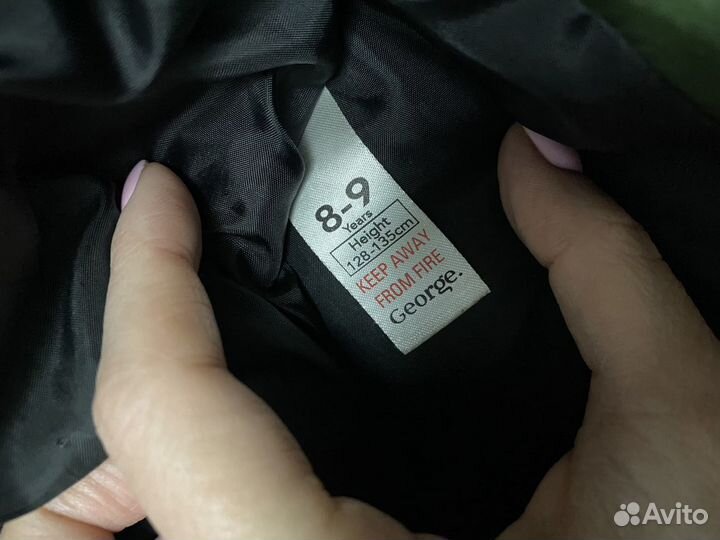 8-9
Years
Height
128-135cm
KEEP AWAY
FROM FIRE
George.
Avito